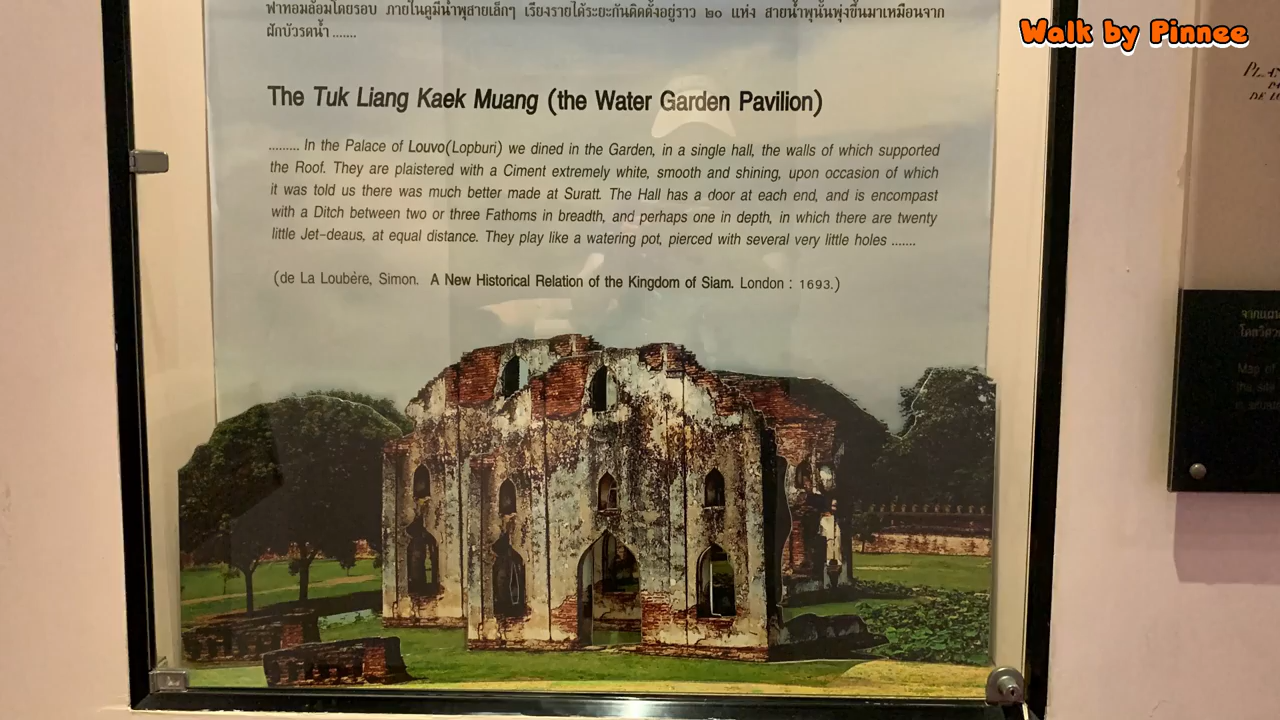 ฟาทอมล้อมโดยรอบ ภายในคูมีน้ำพุสายเล็กๆ เรียงรายได้ระยะกันติดตั้งอยู่ราว ๒๐ แห่ง สายน้ำพุนั้นพุ่งขึ้นมาเหมือนจาก
ฝักบัวรดน้ำ .......
Walk by Pinnee
The Tuk Liang Kaek Muang (the Water Garden Pavilion)
......... In the Palace of Louvo(Lopburi) we dined in the Garden, in a single hall, the walls of which supported
the Roof. They are plaistered with a Ciment extremely white, smooth and shining, upon occasion of which
it was told us there was much better made at Suratt. The Hall has a door at each end, and is encompast
with a Ditch between two or three Fathoms in breadth, and perhaps one in depth, in which there are twenty
little Jet-deaus, at equal distance. They play like a watering pot, pierced with several very little holes .......
(de La Loubère, Simon. A New Historical Relation of the Kingdom of Siam. London : 1693.)
Map of